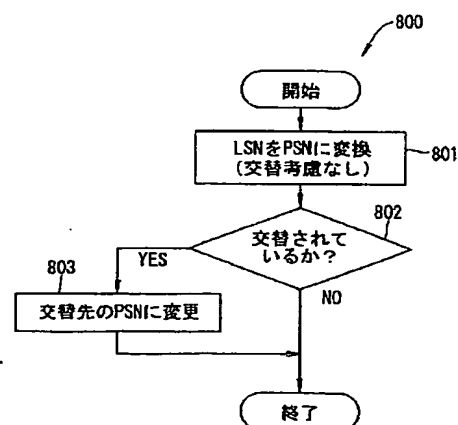 800
開始
LSNをPSNに変換
(交替考慮なし)
801
802
交替されて
いるか?
YES
NO
803
交替先のPSNに変更
終了